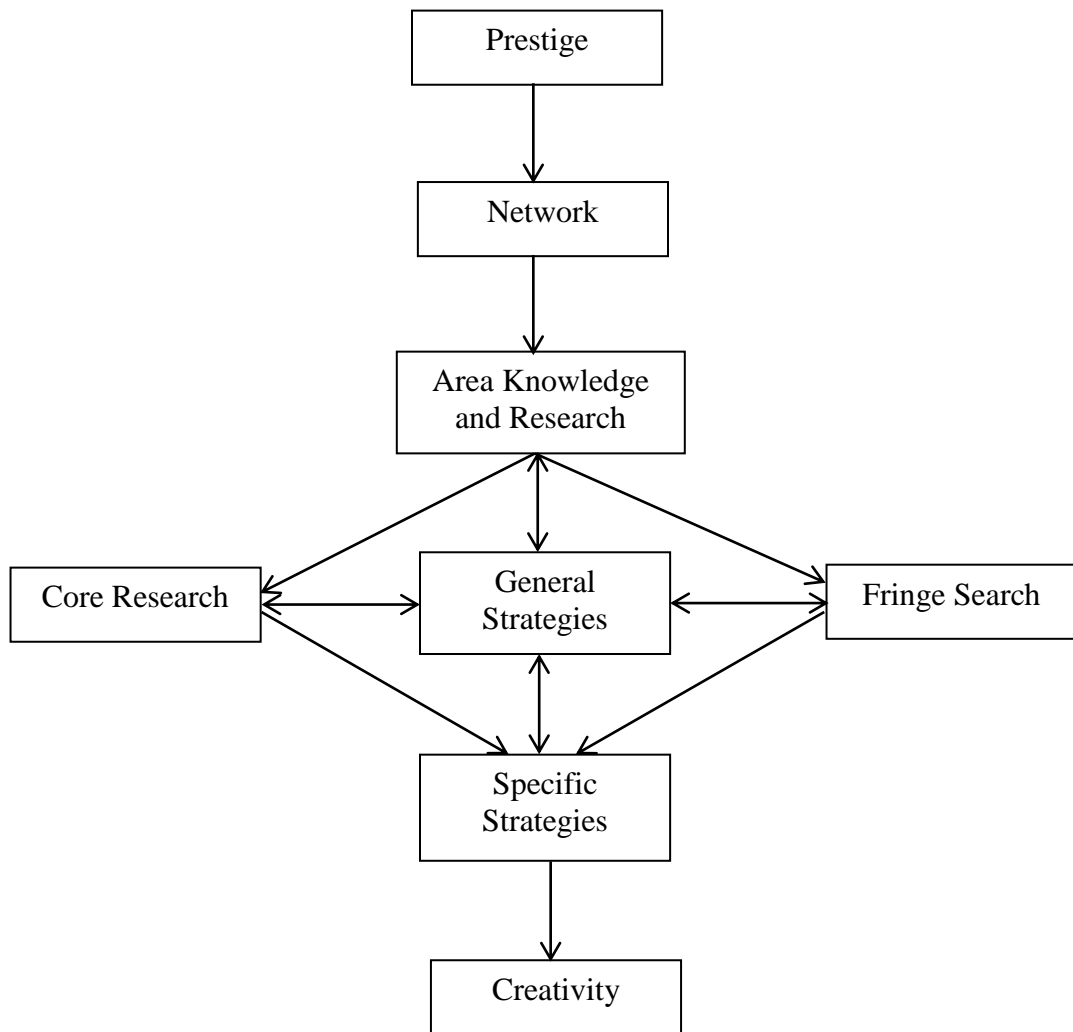 Prestige
Network
Area Knowledge
and Research
Core Research
General
Strategies
Fringe Search
Specific
Strategies
Creativity